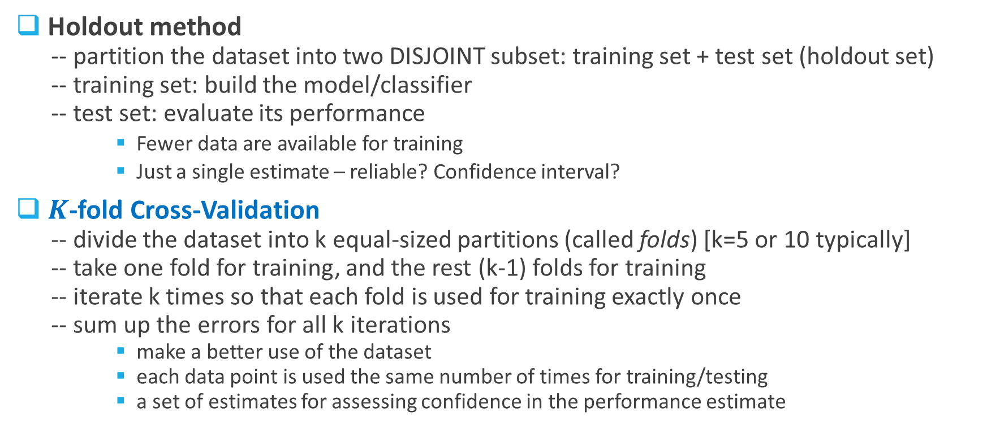 Holdout method
-- partition the dataset into two DISJOINT subset: training set + test set (holdout set)
-- training set: build the model/classifier
-- test set: evaluate its performance
Fewer data are available for training
Just a single estimate – reliable? Confidence interval?
K-fold Cross-Validation
-- divide the dataset into k equal-sized partitions (called folds) [k=5 or 10 typically]
-- take one fold for training, and the rest (k-1) folds for training
-- iterate k times so that each fold is used for training exactly once
-- sum up the errors for all k iterations
make a better use of the dataset
each data point is used the same number of times for training/testing
a set of estimates for assessing confidence in the performance estimate